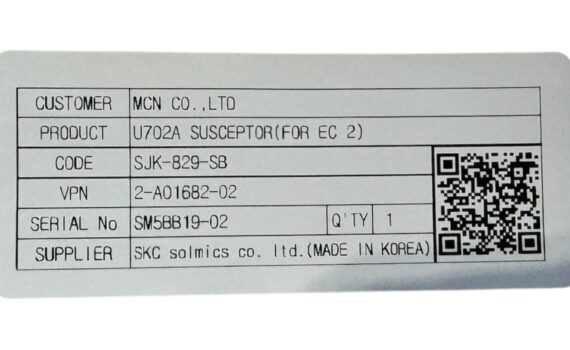 CUSTOMER MCN CO.,LTD
PRODUCT U702A SUSCEPTOR(FOR EC 2)
CODE SJK-829-SB
VPN 2-A01682-02
SERIAL No SM5BB19-02 Q'TY 1
SUPPLIER SKC solmics co. ltd.(MADE IN KOREA)